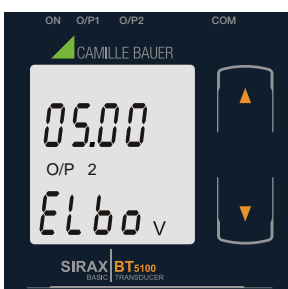 ON O/P1 O/P2 COM
CAMILLE BAUER
05.00
O/P 2
ELbo V
SIRAX BT5100
BASIC TRANSDUCER